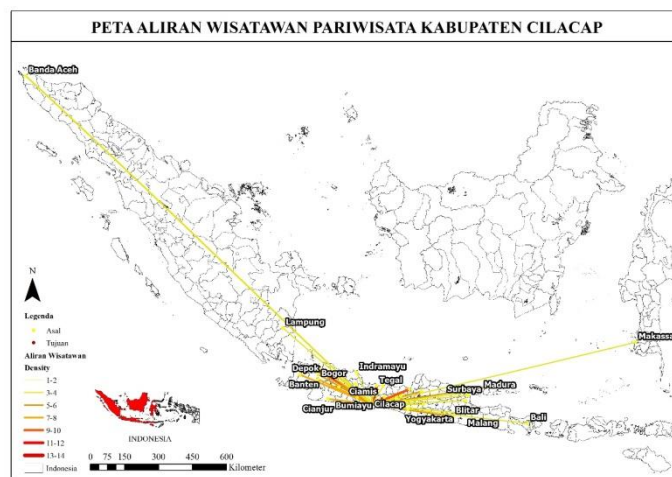 PETA ALIRAN WISATAWAN PARIWISATA KABUPATEN CILACAP
Banda Aceh
Lampung
Makassa
Depok
Bogor
Indramayu
Tegal
Banten
Ciamis
Surbaya
Madura
Cianjur
Bumiayu
Cilacap
Blitar
Yogyakarta
Malang
Bali
N
Legenda
Asal
Tujuan
Aliran Wisatawan
Density
1-2
3-4
5-6
7-8
9-10
11-12
13-14
Indonesia
INDONESIA
0 75 150 300 450 600
Kilometer